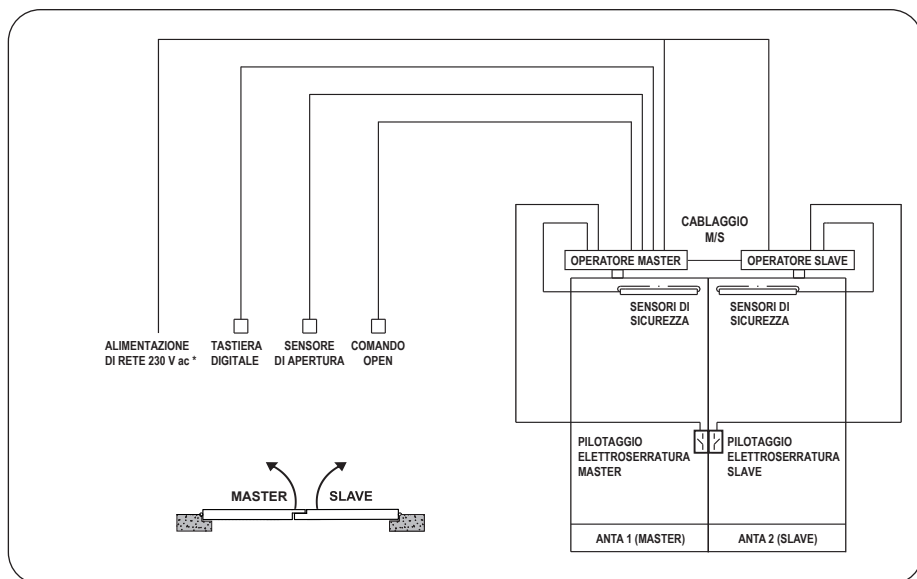 CABLAGGIO
M/S
OPERATORE MASTER
OPERATORE SLAVE
SENSORI DI
SICUREZZA
SENSORI DI
SICUREZZA
ALIMENTAZIONE
DI RETE 230 V ac *
TASTIERA
DIGITALE
SENSORE
DI APERTURA
COMANDO
OPEN
PILOTAGGIO
ELETTROSERRATURA
MASTER
PILOTAGGIO
ELETTROSERRATURA
SLAVE
MASTER
SLAVE
ANTA 1 (MASTER)
ANTA 2 (SLAVE)